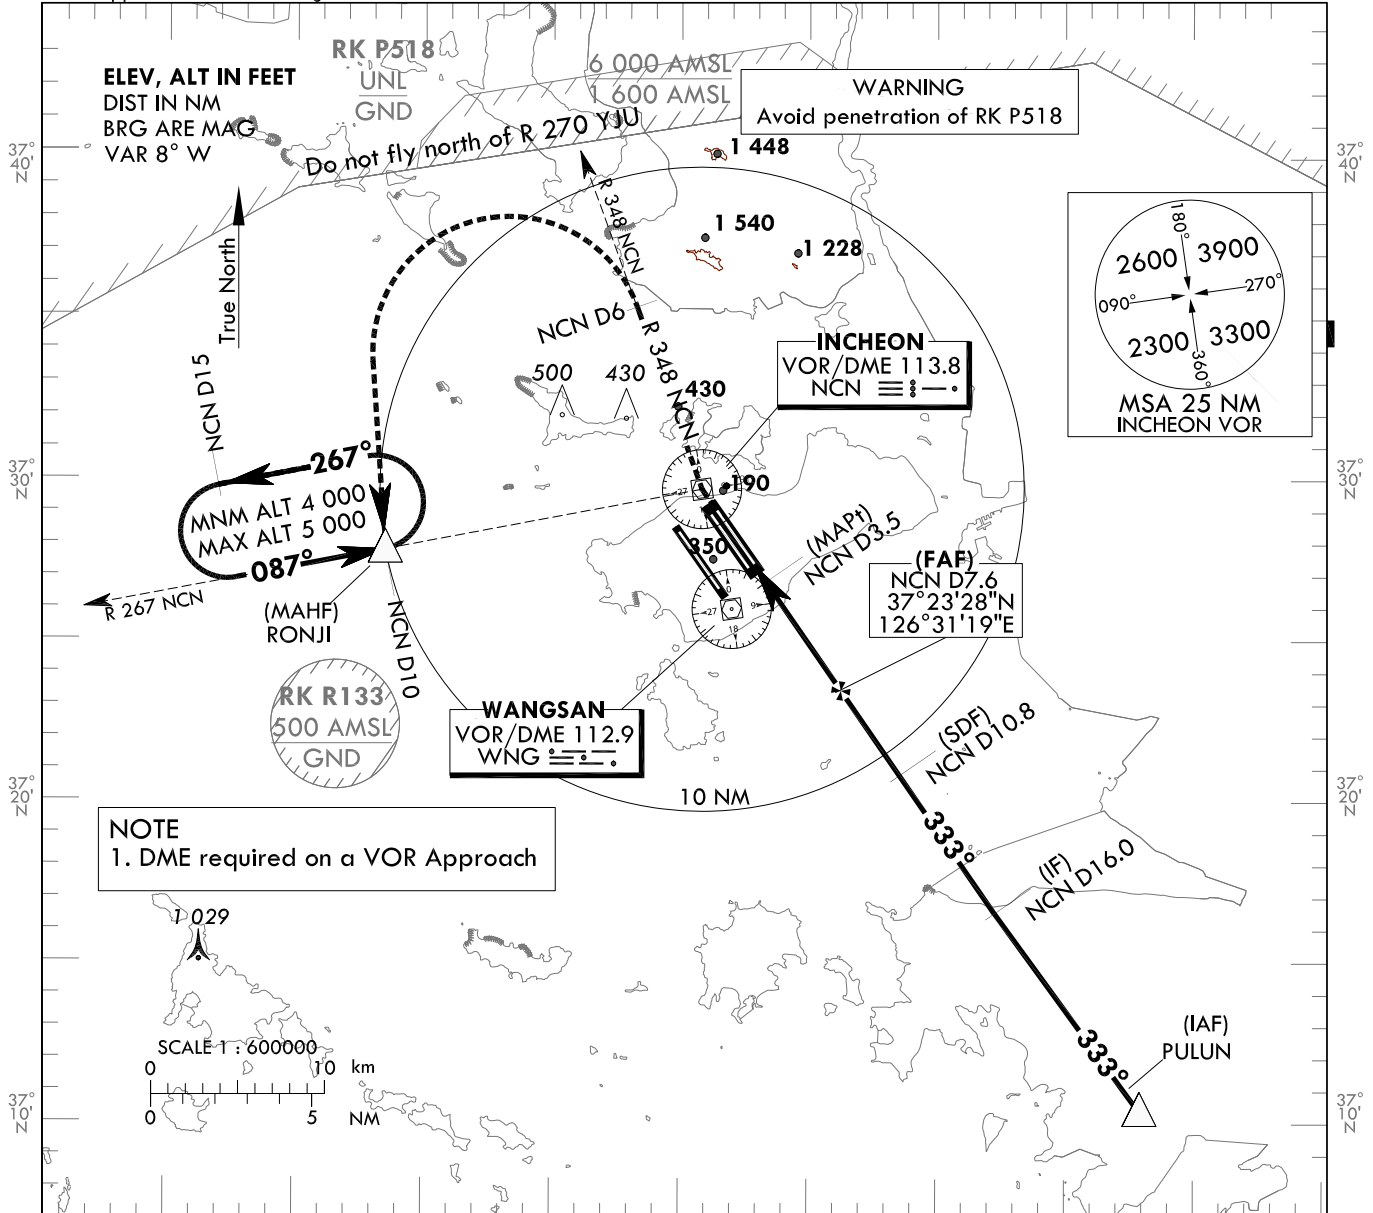 RK P518
UNL
GND
6 000 AMSL
1 600 AMSL
ELEV, ALT IN FEET
DIST IN NM
BRG ARE MAG
VAR 8° W
WARNING
Avoid penetration of RK P518
Do not fly north of R 270 YJU
37°
40'
N
37°
40'
N
1 448
1 540
1 228
R 348 NCN
True North
NCN D6
R 348 NCN
180°
2600
3900
090°
270°
2300
3300
360°
MSA 25 NM
INCHEON VOR
INCHEON
VOR/DME 113.8
NCN
500
430
430
NCN D15
37°
30'
N
37°
30'
N
267°
MNM ALT 4 000
MAX ALT 5 000
087°
R 267 NCN
(MAHF)
RONJI
NCN D10
190
350
27
0
27
9
18
(MAPt)
NCN D3.5
(FAF)
NCN D7.6
37°23'28"N
126°31'19"E
RK R133
500 AMSL
GND
WANGSAN
VOR/DME 112.9
WNG
(SDF)
NCN D10.8
10 NM
37°
20'
N
37°
20'
N
333°
NOTE
1. DME required on a VOR Approach
(IF)
NCN D16.0
1 029
SCALE 1 : 600000
0
10
km
0
5
NM
333°
(IAF)
PULUN
37°
10'
N
37°
10'
N